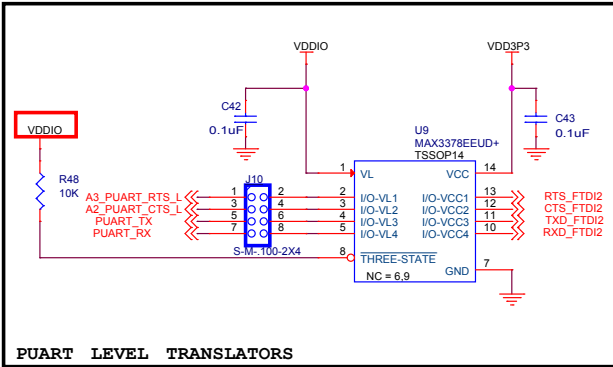 VDDIO VDD3P3
C42 C43
0.1uF 0.1uF
U9
MAX3378EEUD+
TSSOP14
VDDIO
R48
10K
J10
1 VL VCC 14
A3_PUART_RTS_L 1 2 2 I/O-VL1 I/O-VCC1 13 RTS_FTDI2
A2_PUART_CTS_L 3 4 3 I/O-VL2 I/O-VCC2 12 CTS_FTDI2
PUART_TX 5 6 4 I/O-VL3 I/O-VCC3 11 TXD_FTDI2
PUART_RX 7 8 5 I/O-VL4 I/O-VCC4 10 RXD_FTDI2
S-M-.100-2X4
8 THREE-STATE
GND 7
NC = 6,9
PUART LEVEL TRANSLATORS